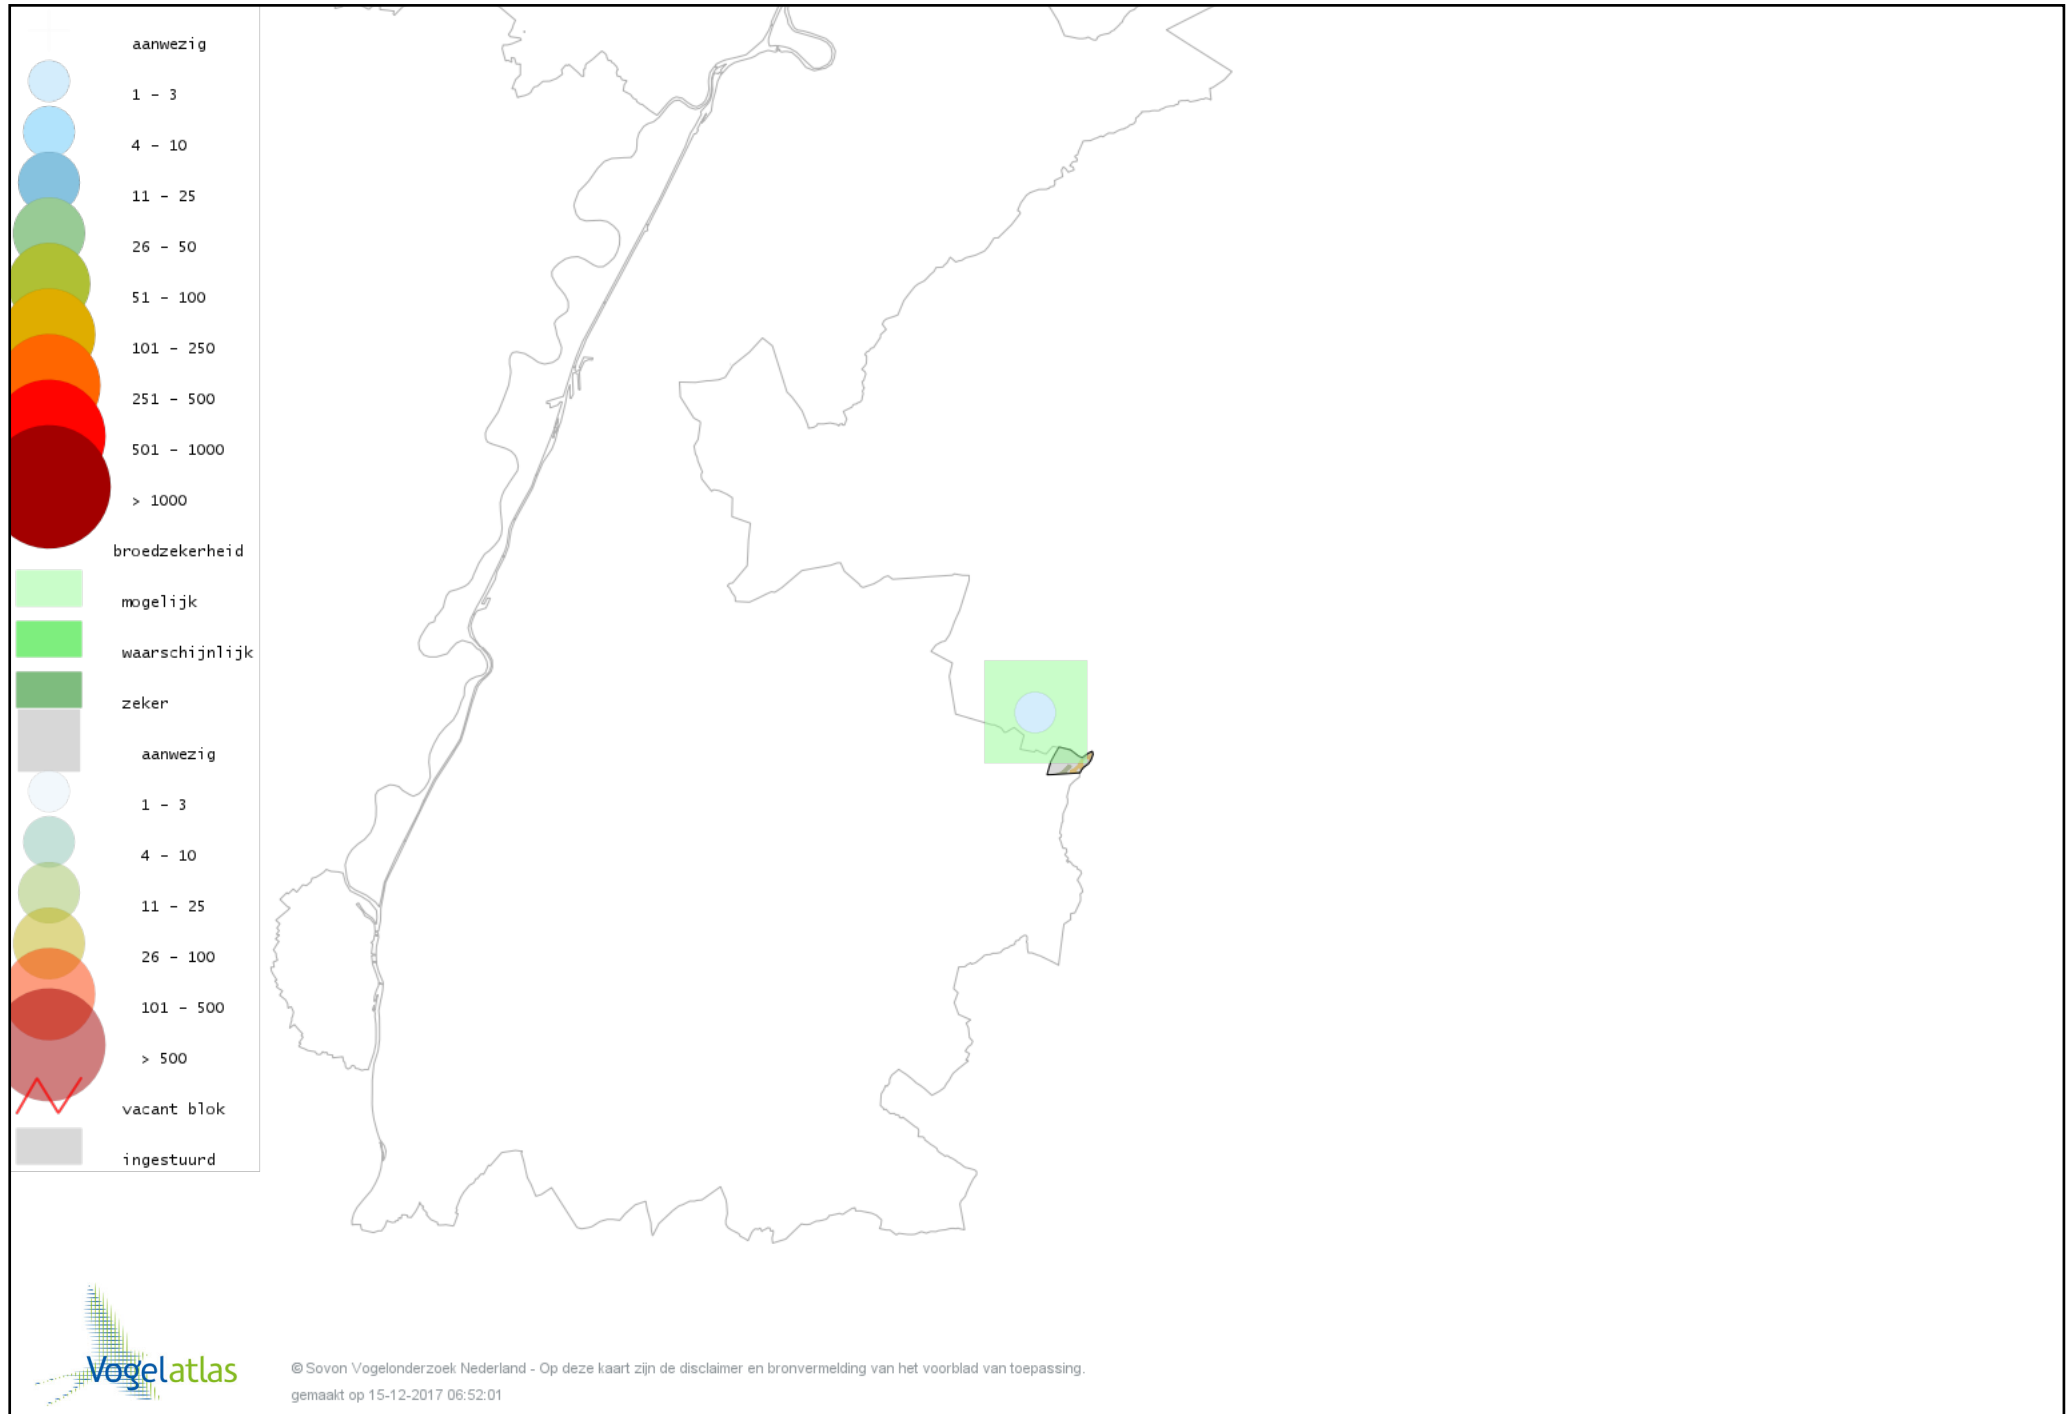 aanwezig
1 – 3
4 – 10
11 – 25
26 – 50
51 – 100
101 – 250
251 – 500
501 – 1000
> 1000
broedzekerheid
mogelijk
waarschijnlijk
zeker
aanwezig
1 – 3
4 – 10
11 – 25
26 – 100
101 – 500
> 500
vacant blok
ingestuurd
Vogelatlas
© Sovon Vogelonderzoek Nederland - Op deze kaart zijn de disclaimer en bronvermelding van het voorblad van toepassing.
gemaakt op 15-12-2017 06:52:01